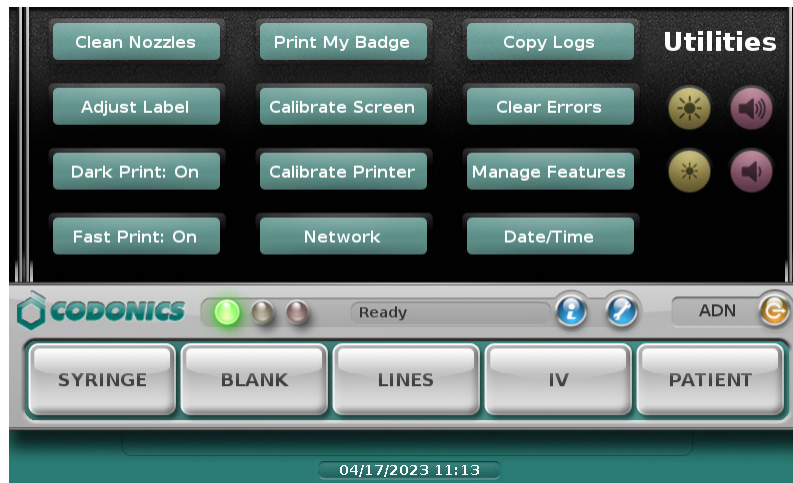 Clean Nozzles Print My Badge Copy Logs Utilities
Adjust Label Calibrate Screen Clear Errors
Dark Print: On Calibrate Printer Manage Features
Fast Print: On Network Date/Time
CODONICS Ready i ADN
SYRINGE BLANK LINES IV PATIENT
04/17/2023 11:13